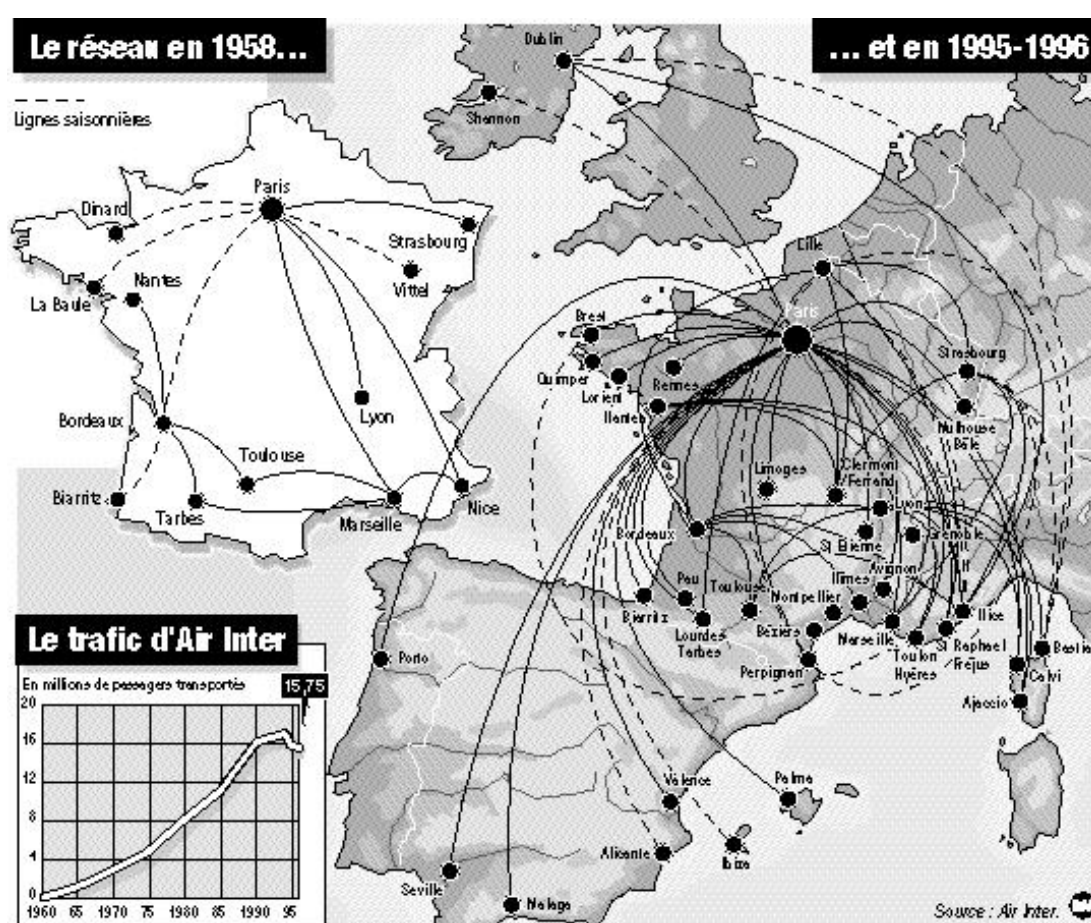 Le réseau en 1958...
Lignes saisonnières
Paris
Dinard
Strasbourg
Vittel
Nantes
La Baule
Lyon
Bordeaux
Toulouse
Biarritz
Tarbes
Marseille
Nice
... et en 1995-1996
Dublin
Shannon
Lille
Paris
Brest
Quimper
Lorient
Rennes
Nantes
Strasbourg
Mulhouse
Bâle
Limoges
Clermont
/Ferrand
Lyon
Bordeaux
St Etienne
Grenoble
Avignon
Nîmes
Pau
Toulouse
Montpellier
Nice
Biarritz
Lourdes
Tarbes
Béziers
Marseille
St Raphael
Fréjus
Toulon
Hyères
Perpignan
Bastia
Calvi
Ajaccio
Porto
Valence
Palma
Alicante
Ibiza
Seville
Malaga
Le trafic d'Air Inter
En millions de passagers transportés
15,75
20
16
12
8
4
0
1960 65 1970 75 1980 85 1990 95
Source : Air Inter.